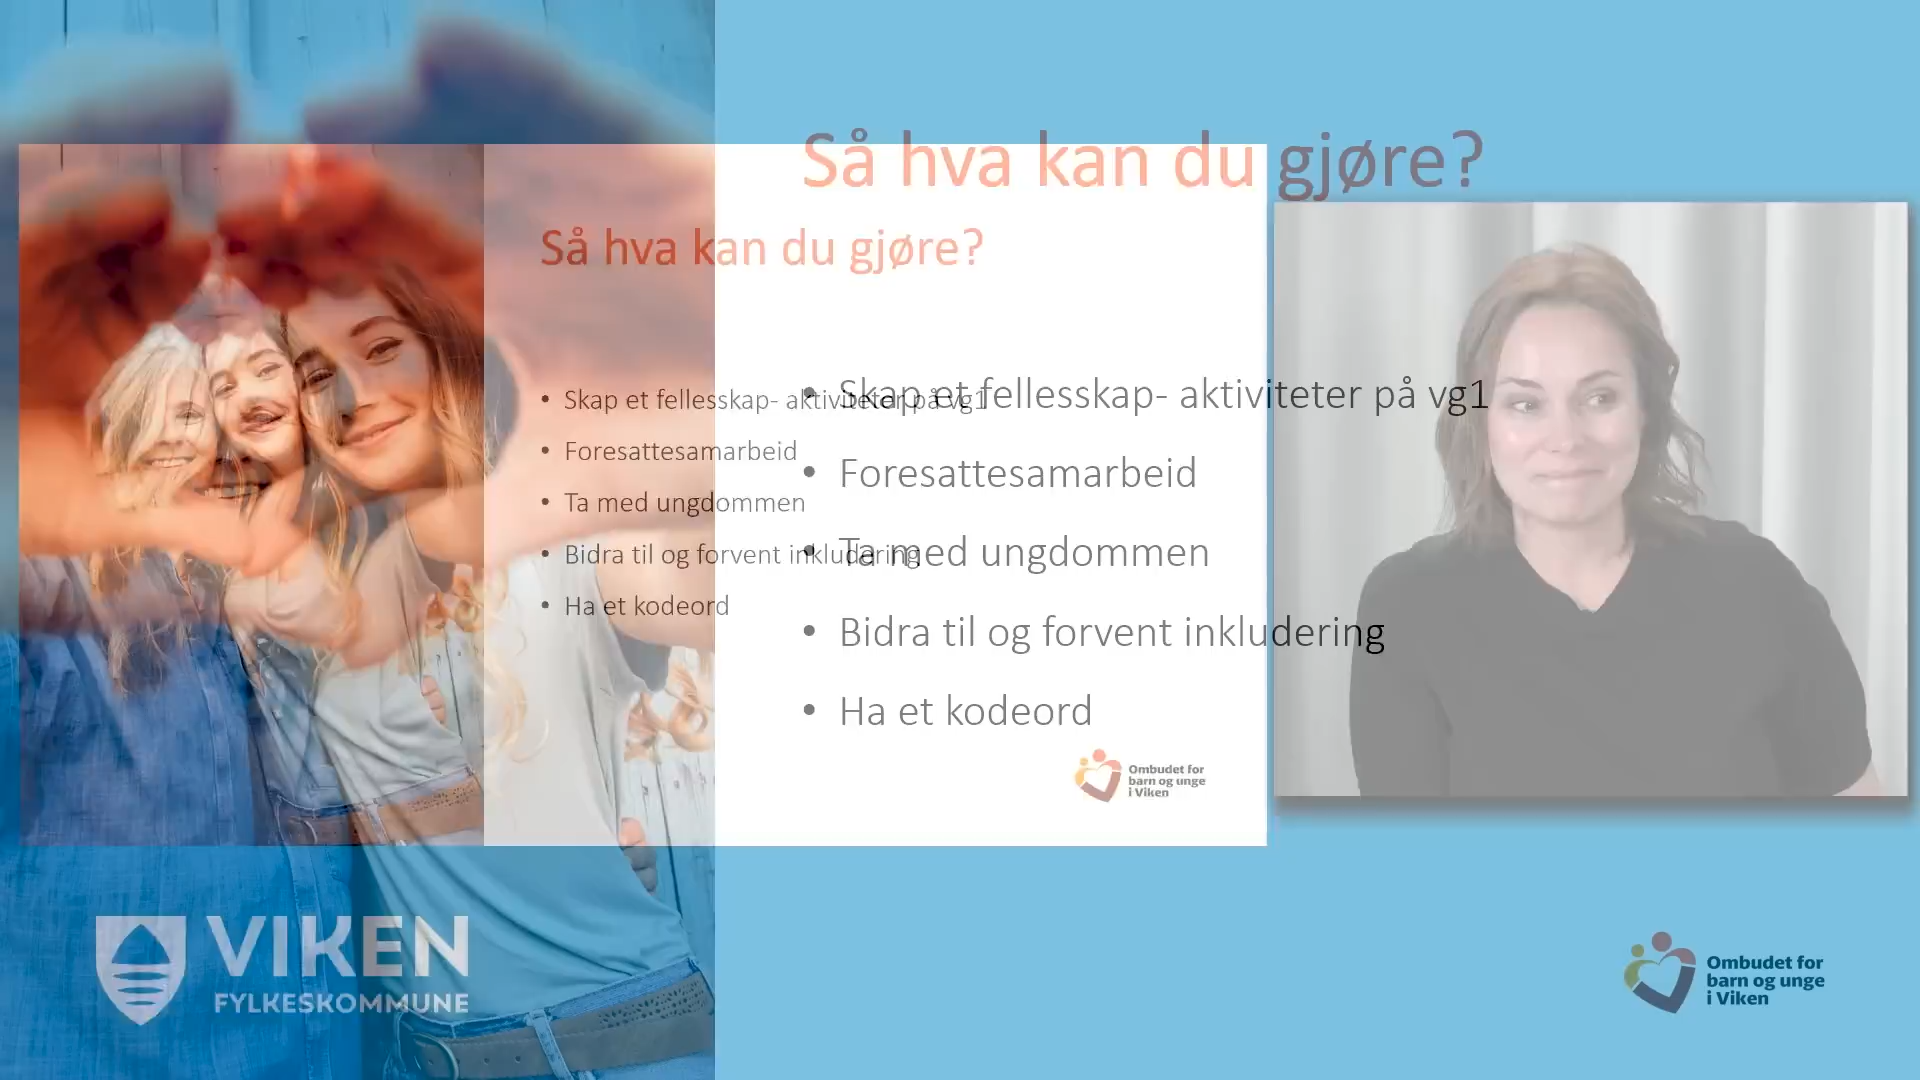 Så hva kan du gjøre?
• Skap et fellesskap- aktiviteter på vg1
• Foresattesamarbeid
• Ta med ungdommen
• Bidra til og forvent inkludering
• Ha et kodeord
Ombudet for
barn og unge
i Viken
Så hva kan du gjøre?
• Skap et fellesskap- aktiviteter på vg1
• Foresattesamarbeid
• Ta med ungdommen
• Bidra til og forvent inkludering
• Ha et kodeord
VIKEN
FYLKESKOMMUNE
Ombudet for
barn og unge
i Viken